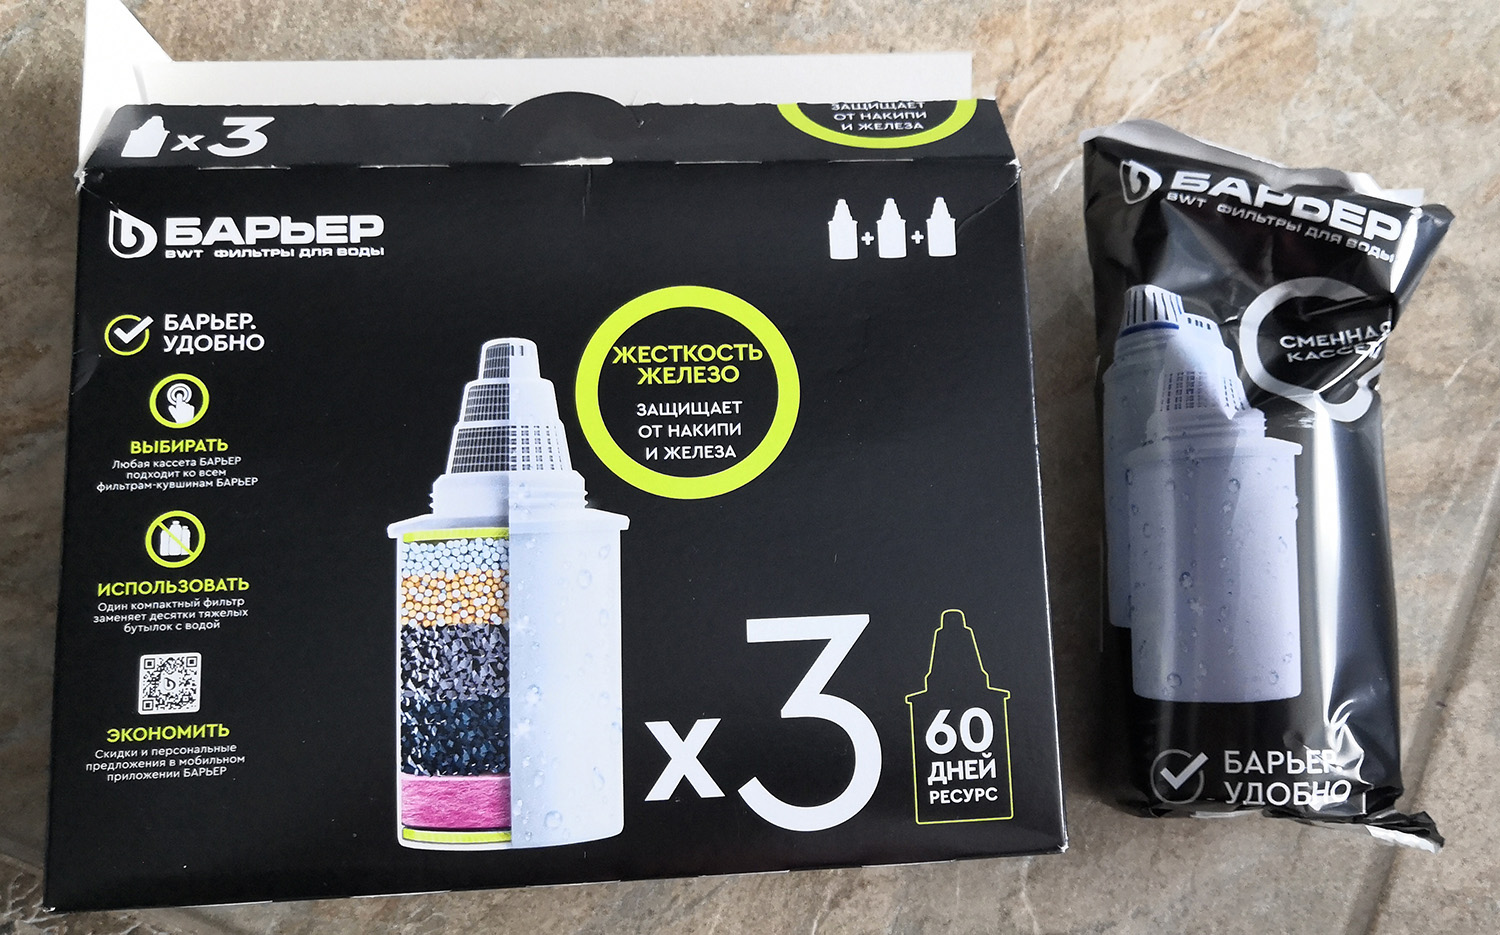 x3
ЗАЩИЩАЕТ
ОТ НАКИПИ
И ЖЕЛЕЗА
БАРЬЕР
BWT ФИЛЬТРЫ ДЛЯ ВОДЫ
+ +
БАРЬЕР.
УДОБНО
ВЫБИРАТЬ
Любая кассета БАРЬЕР
подходит ко всем
фильтрам-кувшинам БАРЬЕР
ИСПОЛЬЗОВАТЬ
Один компактный фильтр
заменяет десятки тяжелых
бутылок с водой
ЭКОНОМИТЬ
Скидки и персональные
предложения в мобильном
приложении БАРЬЕР
ЖЕСТКОСТЬ
ЖЕЛЕЗО
ЗАЩИЩАЕТ
ОТ НАКИПИ
И ЖЕЛЕЗА
x3
60
ДНЕЙ
РЕСУРС
БАРЬЕР
BWT ФИЛЬТРЫ ДЛЯ ВОДЫ
СМЕННАЯ
КАССЕТА
БАРЬЕР.
УДОБНО